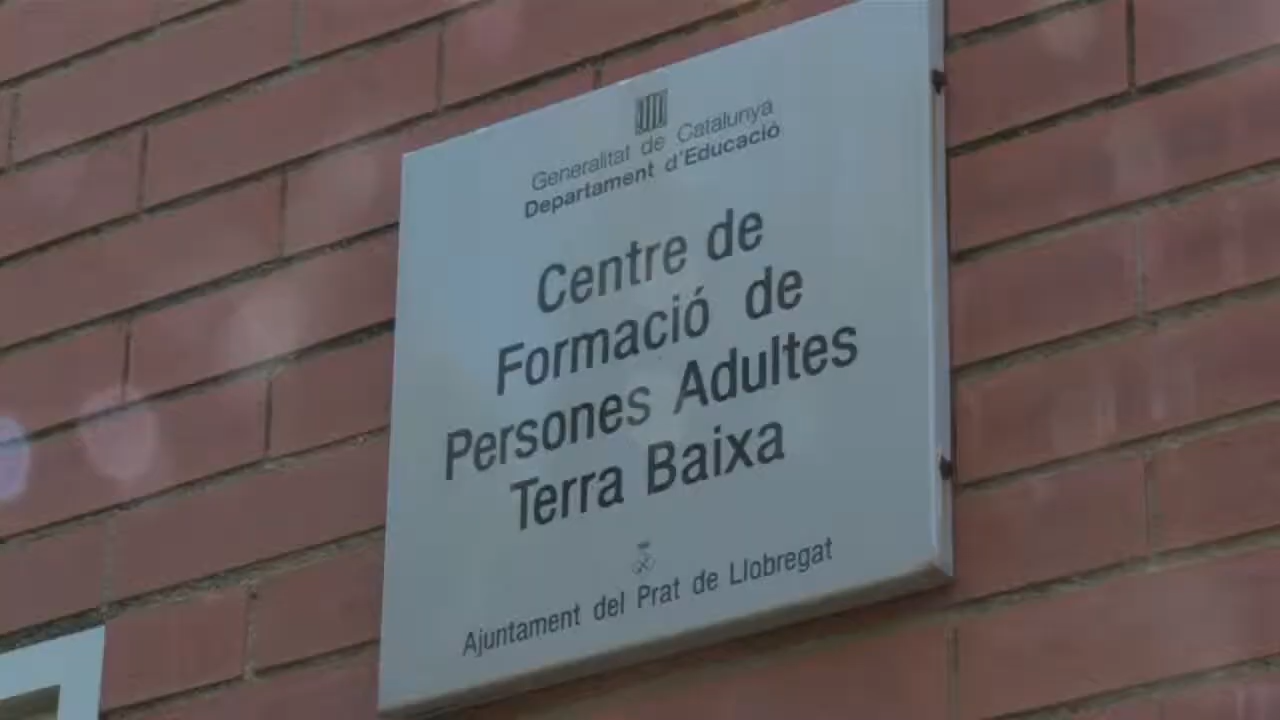 Generalitat de Catalunya
Departament d'Educació
Centre de
Formació de
Persones Adultes
Terra Baixa
Ajuntament del Prat de Llobregat